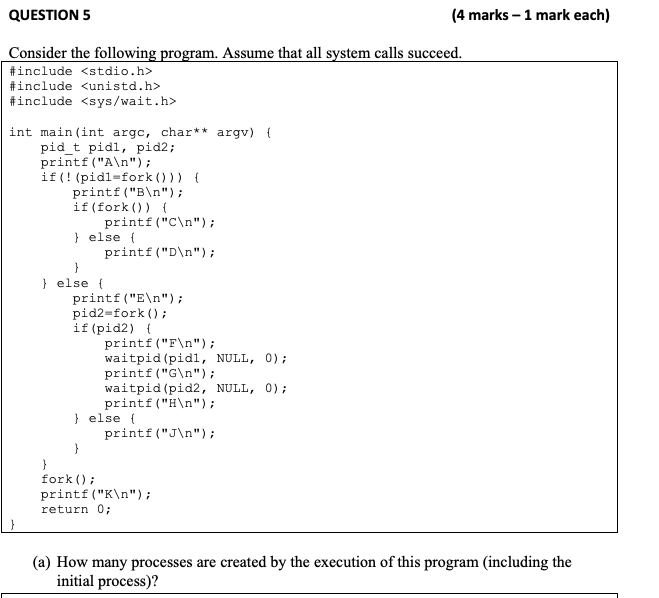 QUESTION 5 (4 marks – 1 mark each)
Consider the following program. Assume that all system calls succeed.
#include <stdio.h>
#include <unistd.h>
#include <sys/wait.h>
int main(int argc, char** argv) {
pid_t pid1, pid2;
printf("A\n");
if(!(pid1=fork())) {
printf("B\n");
if(fork()) {
printf("C\n");
} else {
printf("D\n");
}
} else {
printf("E\n");
pid2=fork();
if(pid2) {
printf("F\n");
waitpid(pid1, NULL, 0);
printf("G\n");
waitpid(pid2, NULL, 0);
printf("H\n");
} else {
printf("J\n");
}
}
fork();
printf("K\n");
return 0;
}
(a) How many processes are created by the execution of this program (including the
initial process)?